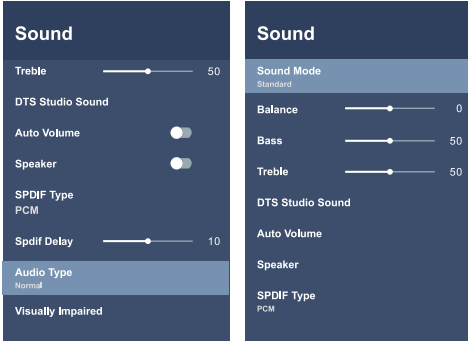 Sound
Treble 50
DTS Studio Sound
Auto Volume
Speaker
SPDIF Type
PCM
Spdif Delay 10
Audio Type
Normal
Visually Impaired
Sound
Sound Mode
Standard
Balance 0
Bass 50
Treble 50
DTS Studio Sound
Auto Volume
Speaker
SPDIF Type
PCM